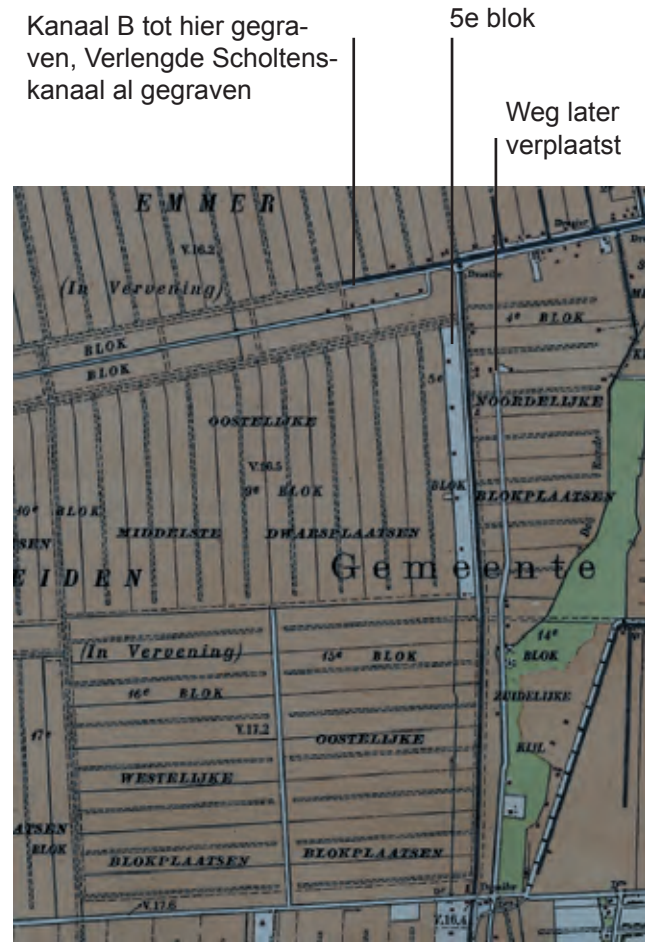 Kanaal B tot hier gegra-
ven, Verlengde Scholtens-
kanaal al gegraven
5e blok
Weg later
verplaatst
EMMER
V.16.2
(In Vervening)
BLOK
BLOK
4e BLOK
5e
NOORDELIJKE
OOSTELIJKE
V.16.5
9e BLOK
BLOK
BLOKPLAATSEN
10e BLOK
MIDDELSTE DWARSPLAATSEN
EIDEN
Gemeente
(In Vervening)
15e BLOK
14e
BLOK
16e BLOK
ZUIDELIJKE
17e
V.17.2
OOSTELIJKE
KIJL
WESTELIJKE
BLOK
BLOKPLAATSEN
BLOKPLAATSEN
V.17.6
V.16.4